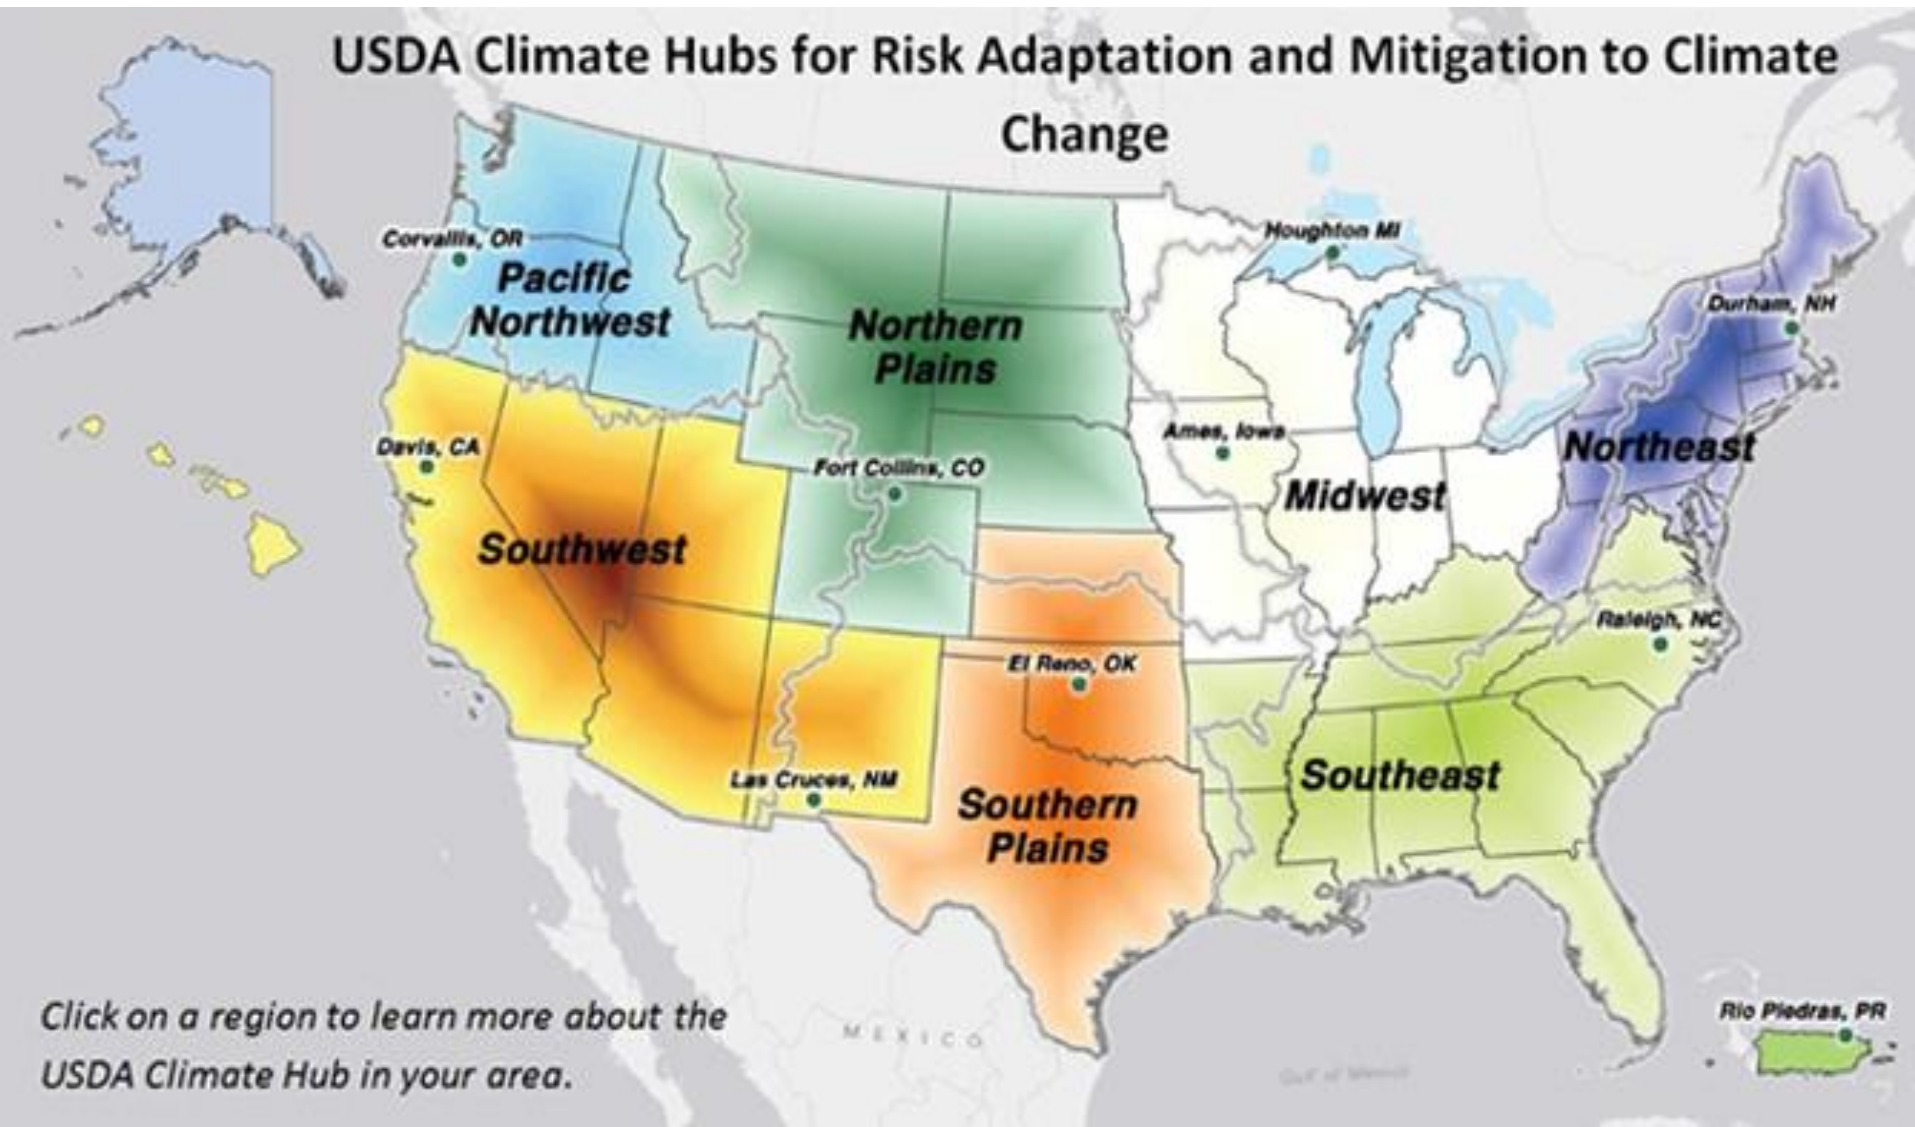 USDA Climate Hubs for Risk Adaptation and Mitigation to Climate
Change
Corvallis, OR
Pacific
Northwest
Northern
Plains
Houghton MI
Durham, NH
Davis, CA
Fort Collins, CO
Ames, Iowa
Midwest
Northeast
Southwest
Raleigh, NC
El Reno, OK
Las Cruces, NM
Southern
Plains
Southeast
Click on a region to learn more about the
USDA Climate Hub in your area.
MEXICO
Gulf of Mexico
Rio Piedras, PR